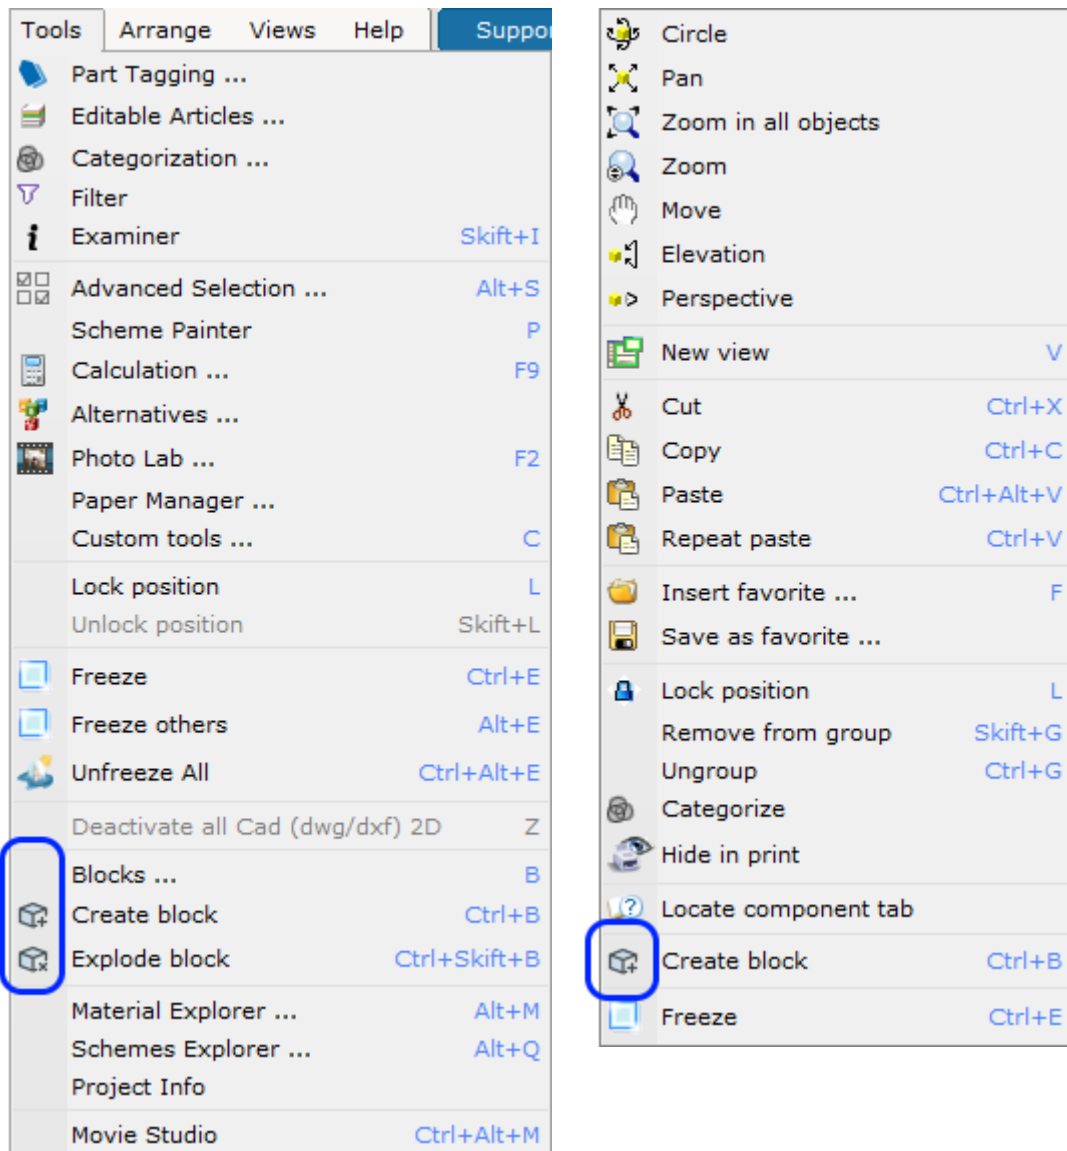 Tools Arrange Views Help Suppo
Part Tagging ...
Editable Articles ...
Categorization ...
Filter
Examiner Skift+I
Advanced Selection ... Alt+S
Scheme Painter P
Calculation ... F9
Alternatives ...
Photo Lab ... F2
Paper Manager ...
Custom tools ... C
Lock position L
Unlock position Skift+L
Freeze Ctrl+E
Freeze others Alt+E
Unfreeze All Ctrl+Alt+E
Deactivate all Cad (dwg/dxf) 2D Z
Blocks ... B
Create block Ctrl+B
Explode block Ctrl+Skift+B
Material Explorer ... Alt+M
Schemes Explorer ... Alt+Q
Project Info
Movie Studio Ctrl+Alt+M
Circle
Pan
Zoom in all objects
Zoom
Move
Elevation
Perspective
New view V
Cut Ctrl+X
Copy Ctrl+C
Paste Ctrl+Alt+V
Repeat paste Ctrl+V
Insert favorite ... F
Save as favorite ...
Lock position L
Remove from group Skift+G
Ungroup Ctrl+G
Categorize
Hide in print
Locate component tab
Create block Ctrl+B
Freeze Ctrl+E